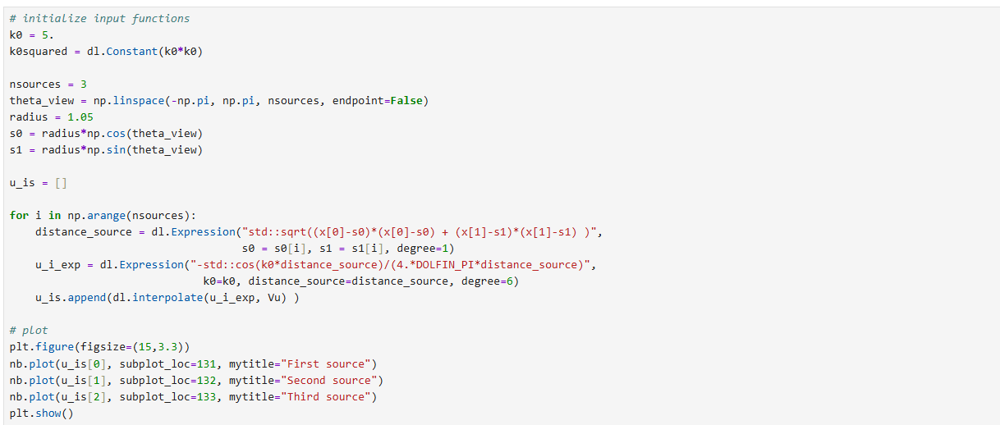 # initialize input functions
k0 = 5.
k0squared = dl.Constant(k0*k0)

nsources = 3
theta_view = np.linspace(-np.pi, np.pi, nsources, endpoint=False)
radius = 1.05
s0 = radius*np.cos(theta_view)
s1 = radius*np.sin(theta_view)

u_is = []

for i in np.arange(nsources):
    distance_source = dl.Expression("std::sqrt((x[0]-s0)*(x[0]-s0) + (x[1]-s1)*(x[1]-s1) )",
                                    s0 = s0[i], s1 = s1[i], degree=1)
    u_i_exp = dl.Expression("-std::cos(k0*distance_source)/(4.*DOLFIN_PI*distance_source)",
                              k0=k0, distance_source=distance_source, degree=6)
    u_is.append(dl.interpolate(u_i_exp, Vu) )

# plot
plt.figure(figsize=(15,3.3))
nb.plot(u_is[0], subplot_loc=131, mytitle="First source")
nb.plot(u_is[1], subplot_loc=132, mytitle="Second source")
nb.plot(u_is[2], subplot_loc=133, mytitle="Third source")
plt.show()